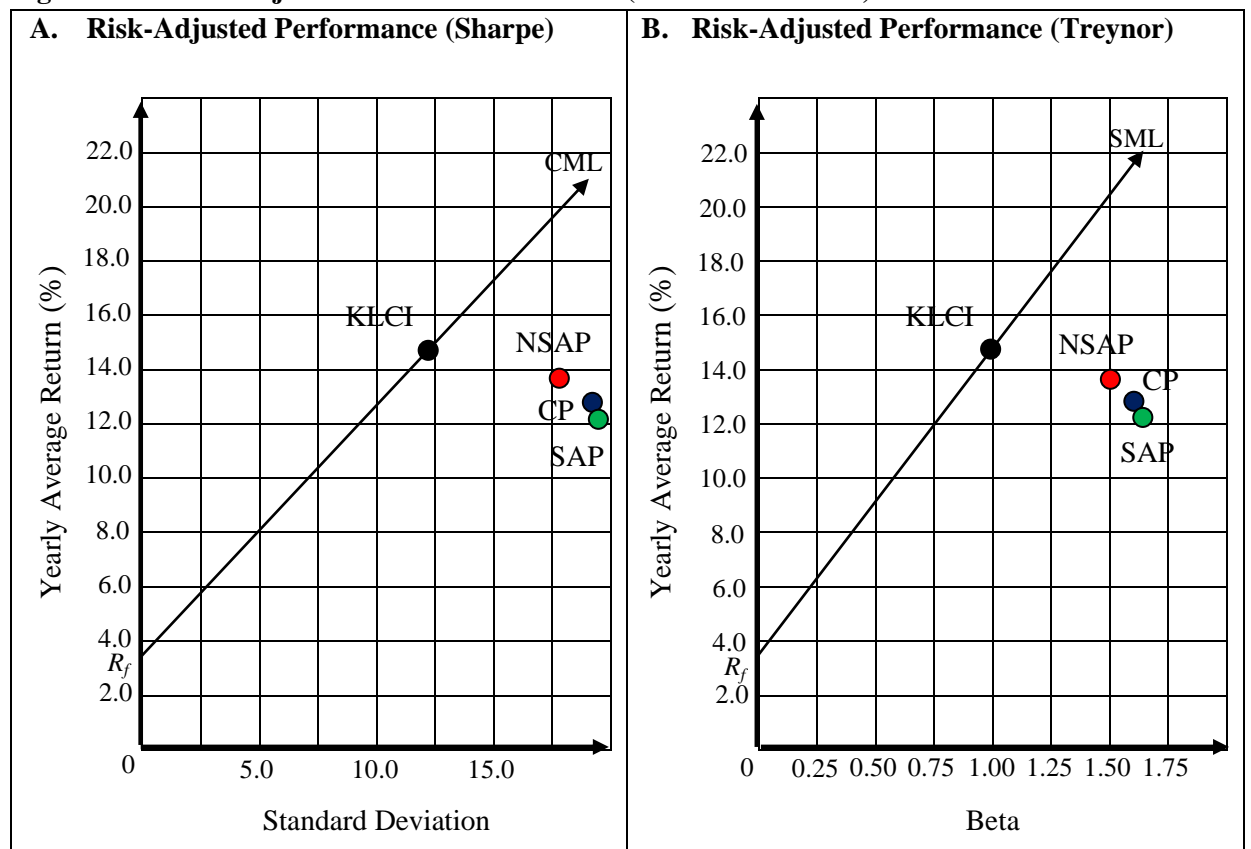 A. Risk-Adjusted Performance (Sharpe)
22.0
20.0
18.0
16.0
14.0
12.0
10.0
8.0
6.0
4.0
R_f
2.0
0
5.0 10.0 15.0
Yearly Average Return (%)
Standard Deviation
CML
KLCI
NSAP
CP
SAP
B. Risk-Adjusted Performance (Treynor)
22.0
20.0
18.0
16.0
14.0
12.0
10.0
8.0
6.0
4.0
R_f
2.0
0
0.25 0.50 0.75 1.00 1.25 1.50 1.75
Yearly Average Return (%)
Beta
SML
KLCI
NSAP
CP
SAP